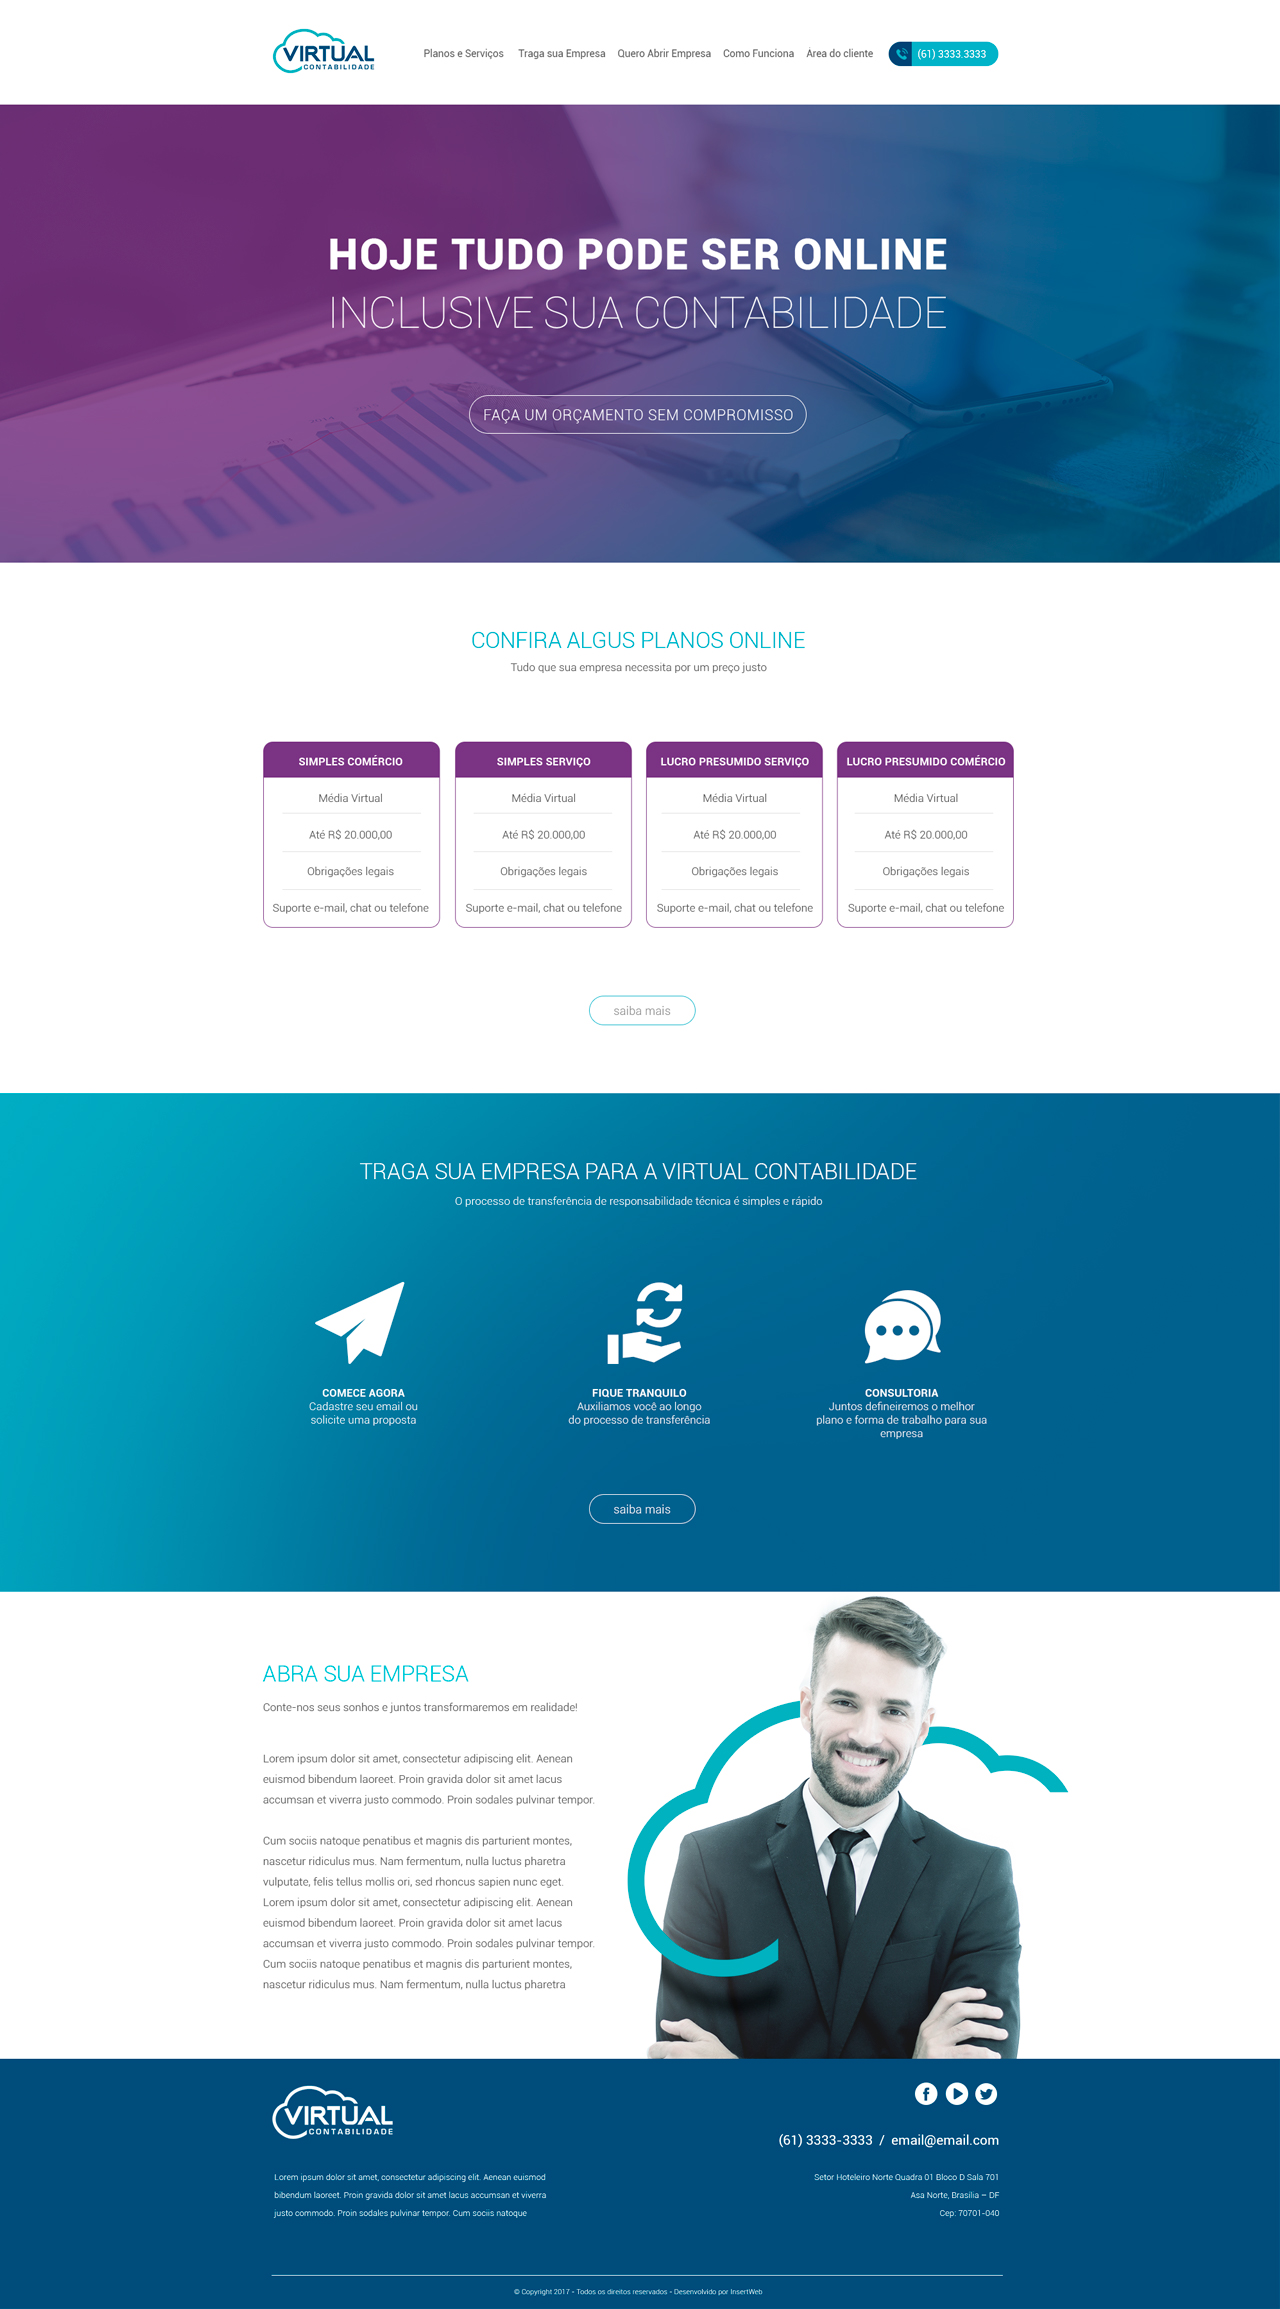 VIRTUAL
CONTABILIDADE
Planos e Serviços
Traga sua Empresa
Quero Abrir Empresa
Como Funciona
Área do cliente
(61) 3333.3333
HOJE TUDO PODE SER ONLINE
INCLUSIVE SUA CONTABILIDADE
FAÇA UM ORÇAMENTO SEM COMPROMISSO
CONFIRA ALGUS PLANOS ONLINE
Tudo que sua empresa necessita por um preço justo
SIMPLES COMÉRCIO
Média Virtual
Até R$ 20.000,00
Obrigações legais
Suporte e-mail, chat ou telefone
SIMPLES SERVIÇO
Média Virtual
Até R$ 20.000,00
Obrigações legais
Suporte e-mail, chat ou telefone
LUCRO PRESUMIDO SERVIÇO
Média Virtual
Até R$ 20.000,00
Obrigações legais
Suporte e-mail, chat ou telefone
LUCRO PRESUMIDO COMÉRCIO
Média Virtual
Até R$ 20.000,00
Obrigações legais
Suporte e-mail, chat ou telefone
saiba mais
TRAGA SUA EMPRESA PARA A VIRTUAL CONTABILIDADE
O processo de transferência de responsabilidade técnica é simples e rápido
COMECE AGORA
Cadastre seu email ou
solicite uma proposta
FIQUE TRANQUILO
Auxiliamos você ao longo
do processo de transferência
CONSULTORIA
Juntos defineiremos o melhor
plano e forma de trabalho para sua
empresa
saiba mais
ABRA SUA EMPRESA
Conte-nos seus sonhos e juntos transformaremos em realidade!
Lorem ipsum dolor sit amet, consectetur adipiscing elit. Aenean
euismod bibendum laoreet. Proin gravida dolor sit amet lacus
accumsan et viverra justo commodo. Proin sodales pulvinar tempor.
Cum sociis natoque penatibus et magnis dis parturient montes,
nascetur ridiculus mus. Nam fermentum, nulla luctus pharetra
vulputate, felis tellus mollis ori, sed rhoncus sapien nunc eget.
Lorem ipsum dolor sit amet, consectetur adipiscing elit. Aenean
euismod bibendum laoreet. Proin gravida dolor sit amet lacus
accumsan et viverra justo commodo. Proin sodales pulvinar tempor.
Cum sociis natoque penatibus et magnis dis parturient montes,
nascetur ridiculus mus. Nam fermentum, nulla luctus pharetra
VIRTUAL
CONTABILIDADE
Lorem ipsum dolor sit amet, consectetur adipiscing elit. Aenean euismod
bibendum laoreet. Proin gravida dolor sit amet lacus accumsan et viverra
justo commodo. Proin sodales pulvinar tempor. Cum sociis natoque
(61) 3333-3333 / email@email.com
Setor Hoteleiro Norte Quadra 01 Bloco D Sala 701
Asa Norte, Brasília – DF
Cep: 70701-040
© Copyright 2017 - Todos os direitos reservados - Desenvolvido por InsertWeb